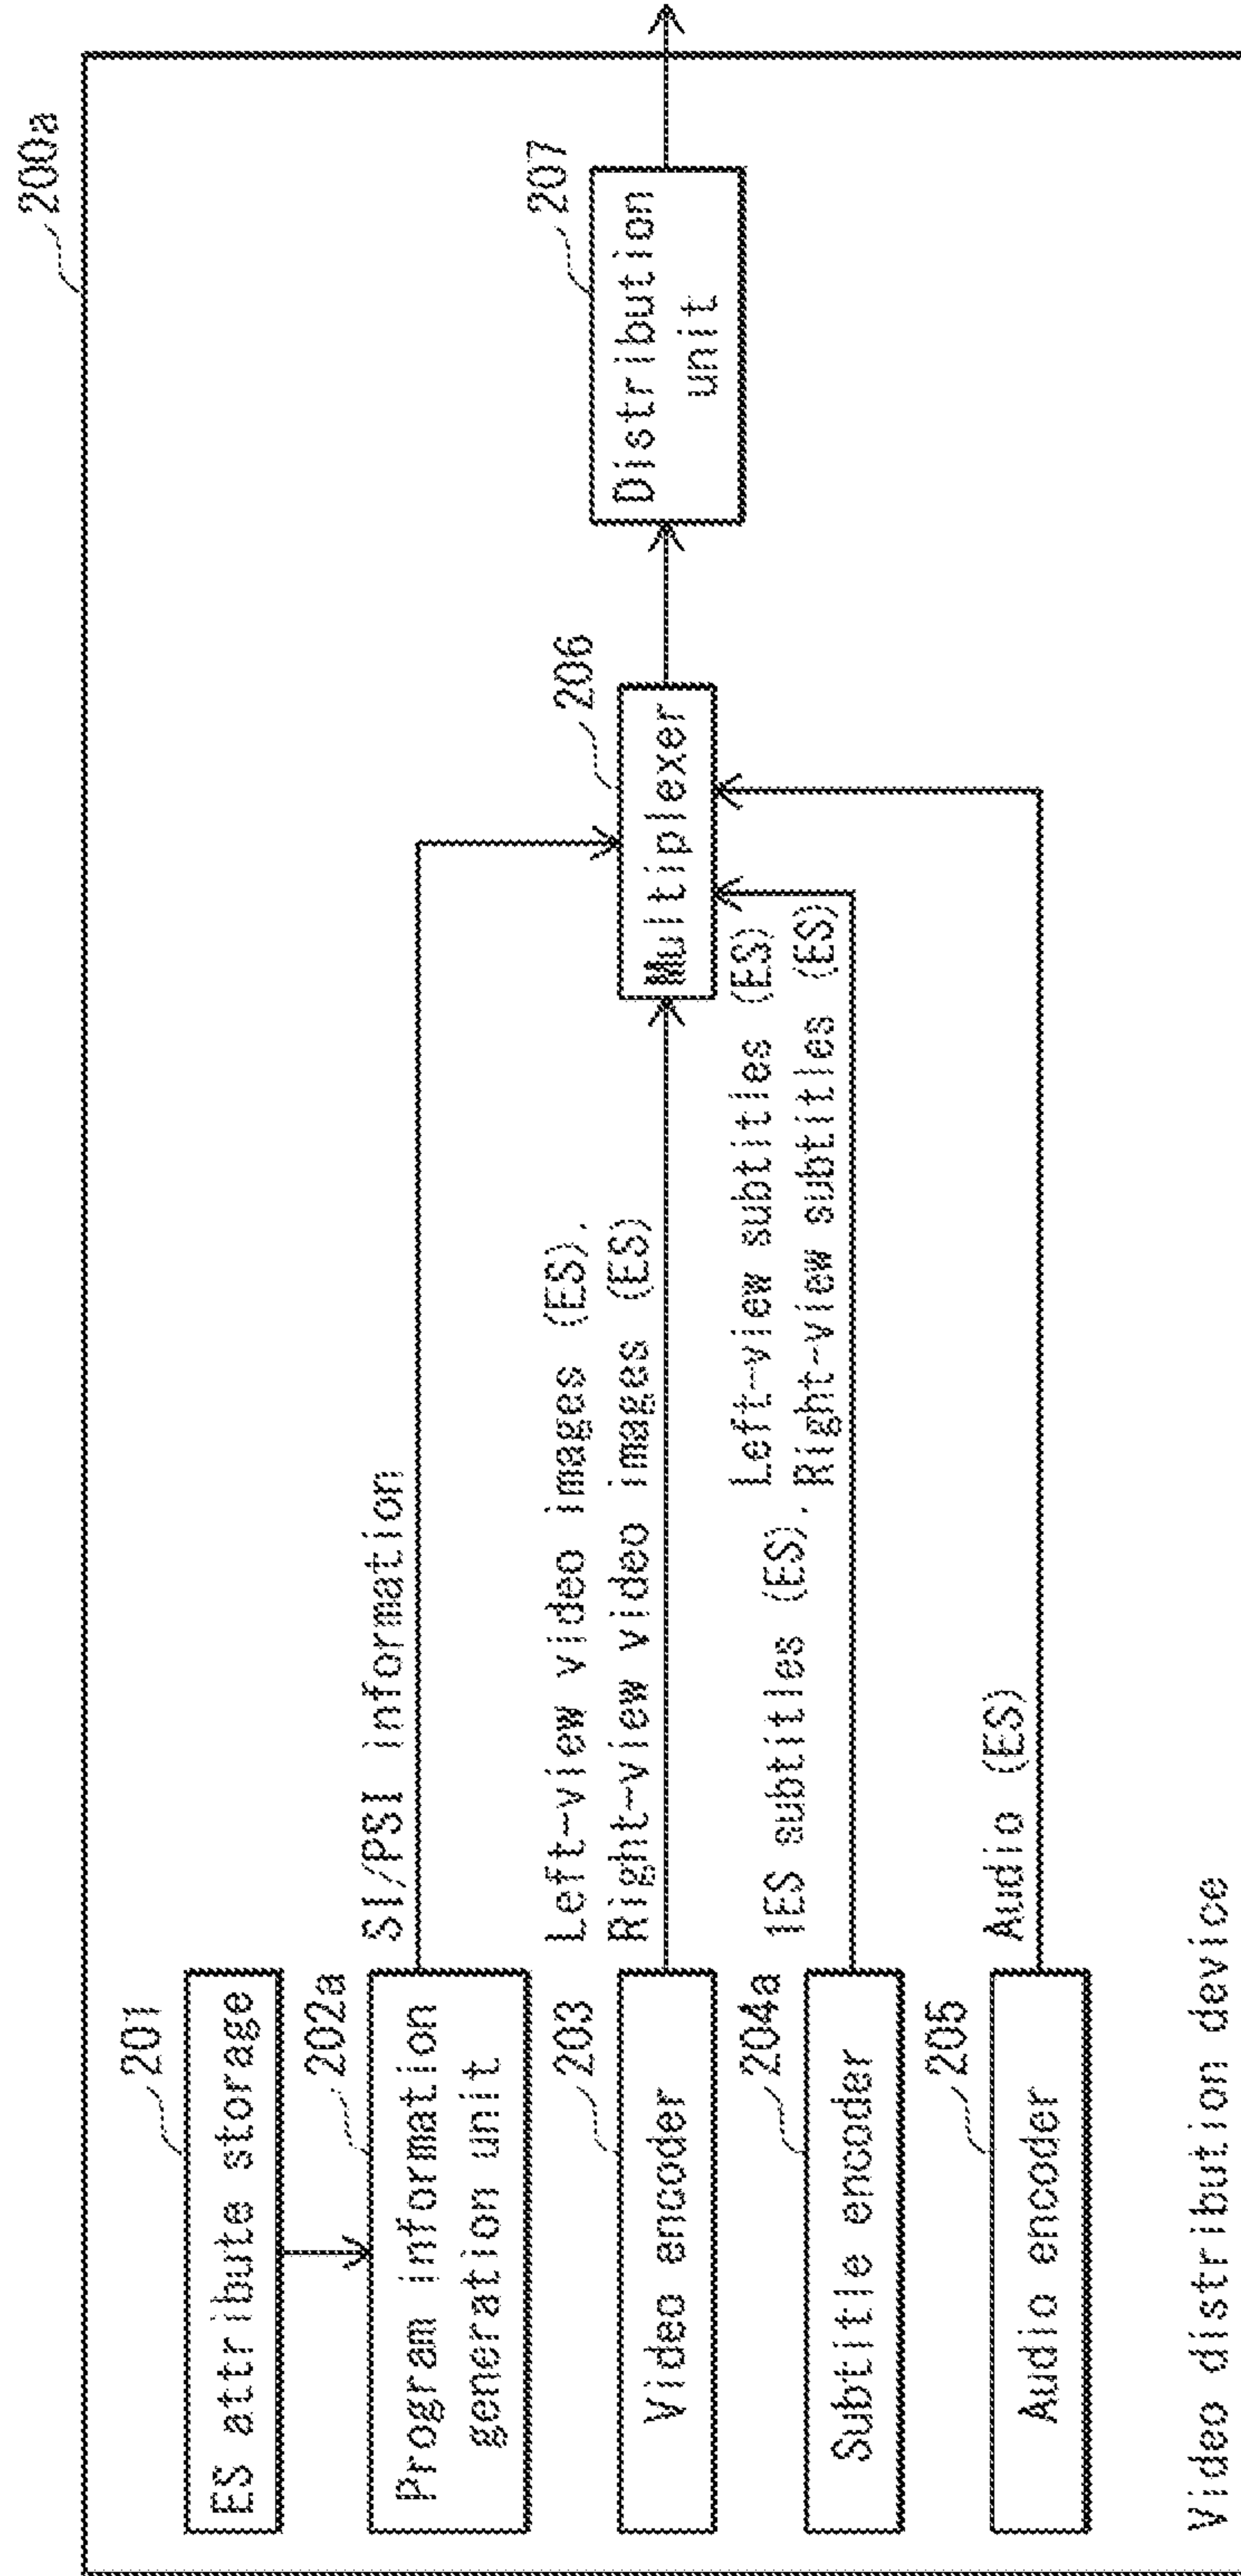 200a
201
ES attribute storage
202a
Program information
generation unit
SI/PSI information
203
Video encoder
Left-view video images (ES),
Right-view video images (ES)
204a
Subtitle encoder
Left-view subtitles (ES)
1ES subtitles (ES), Right-view subtitles (ES)
205
Audio encoder
Audio (ES)
206
Multiplexer
207
Distribution
unit
Video distribution device